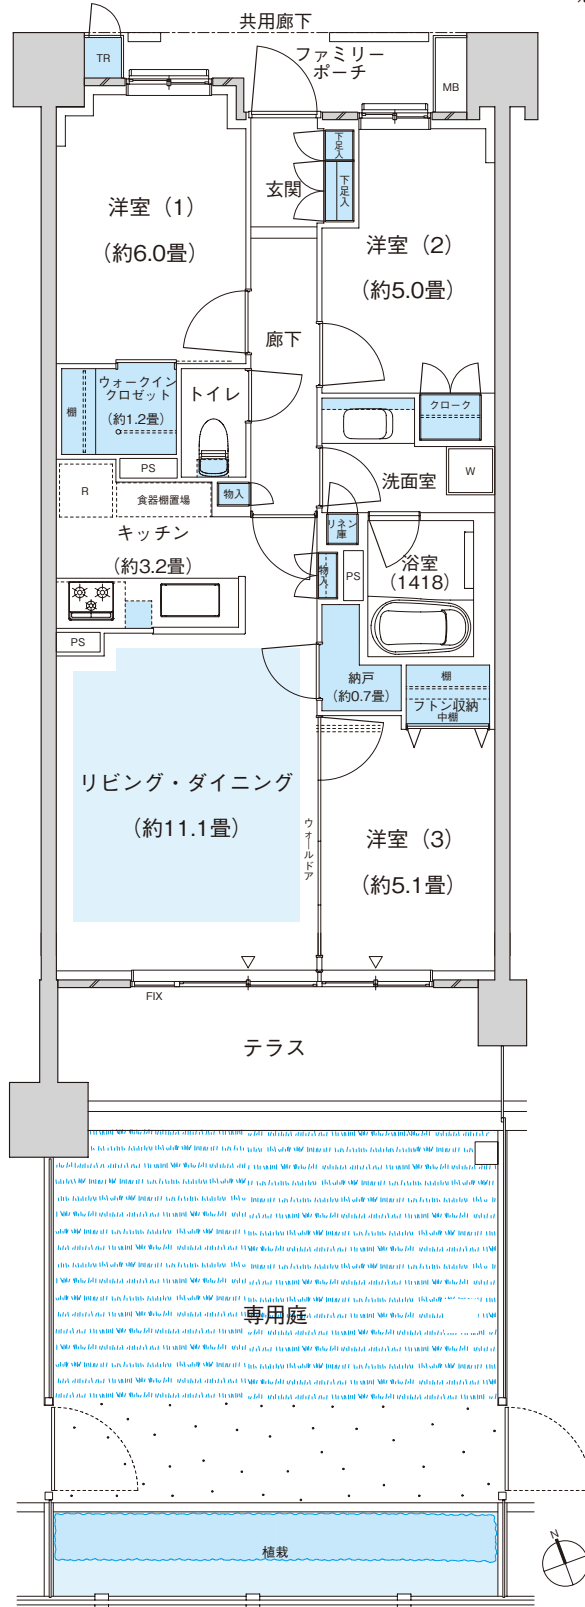 共用廊下
TR
ファミリー
ポーチ
MB
下足入
下足入
玄関
洋室（1）
（約6.0畳）
洋室（2）
（約5.0畳）
廊下
ウォークイン
クロゼット
（約1.2畳）
棚
トイレ
クローク
洗面室
W
PS
R
食器棚置場
物入
キッチン
（約3.2畳）
リネン
庫
浴室
（1418）
物入
PS
PS
納戸
（約0.7畳）
棚
フトン収納
中棚
リビング・ダイニング
（約11.1畳）
ウォールドア
洋室（3）
（約5.1畳）
FIX
テラス
専用庭
植栽
N